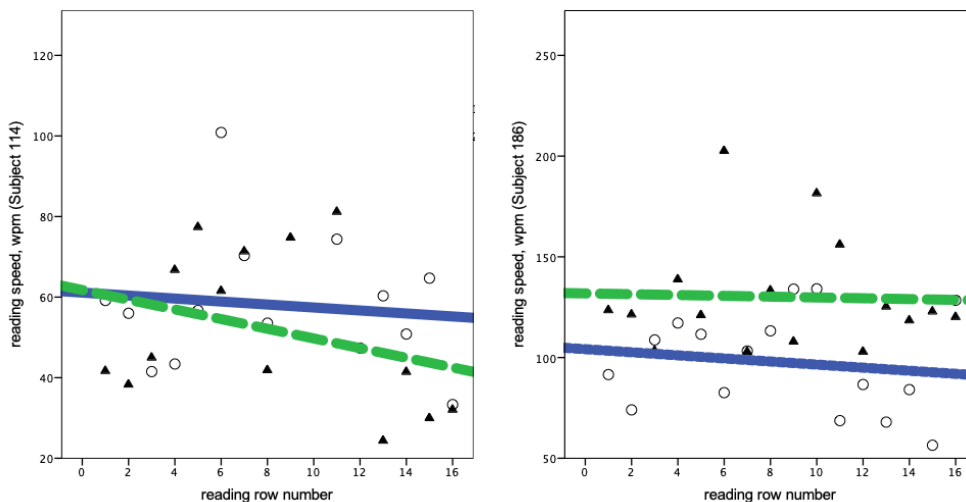 120
100
80
60
40
20
0 2 4 6 8 10 12 14 16
reading row number
reading speed, wpm (Subject 114)
250
200
150
100
50
0 2 4 6 8 10 12 14 16
reading row number
reading speed, wpm (Subject 186)